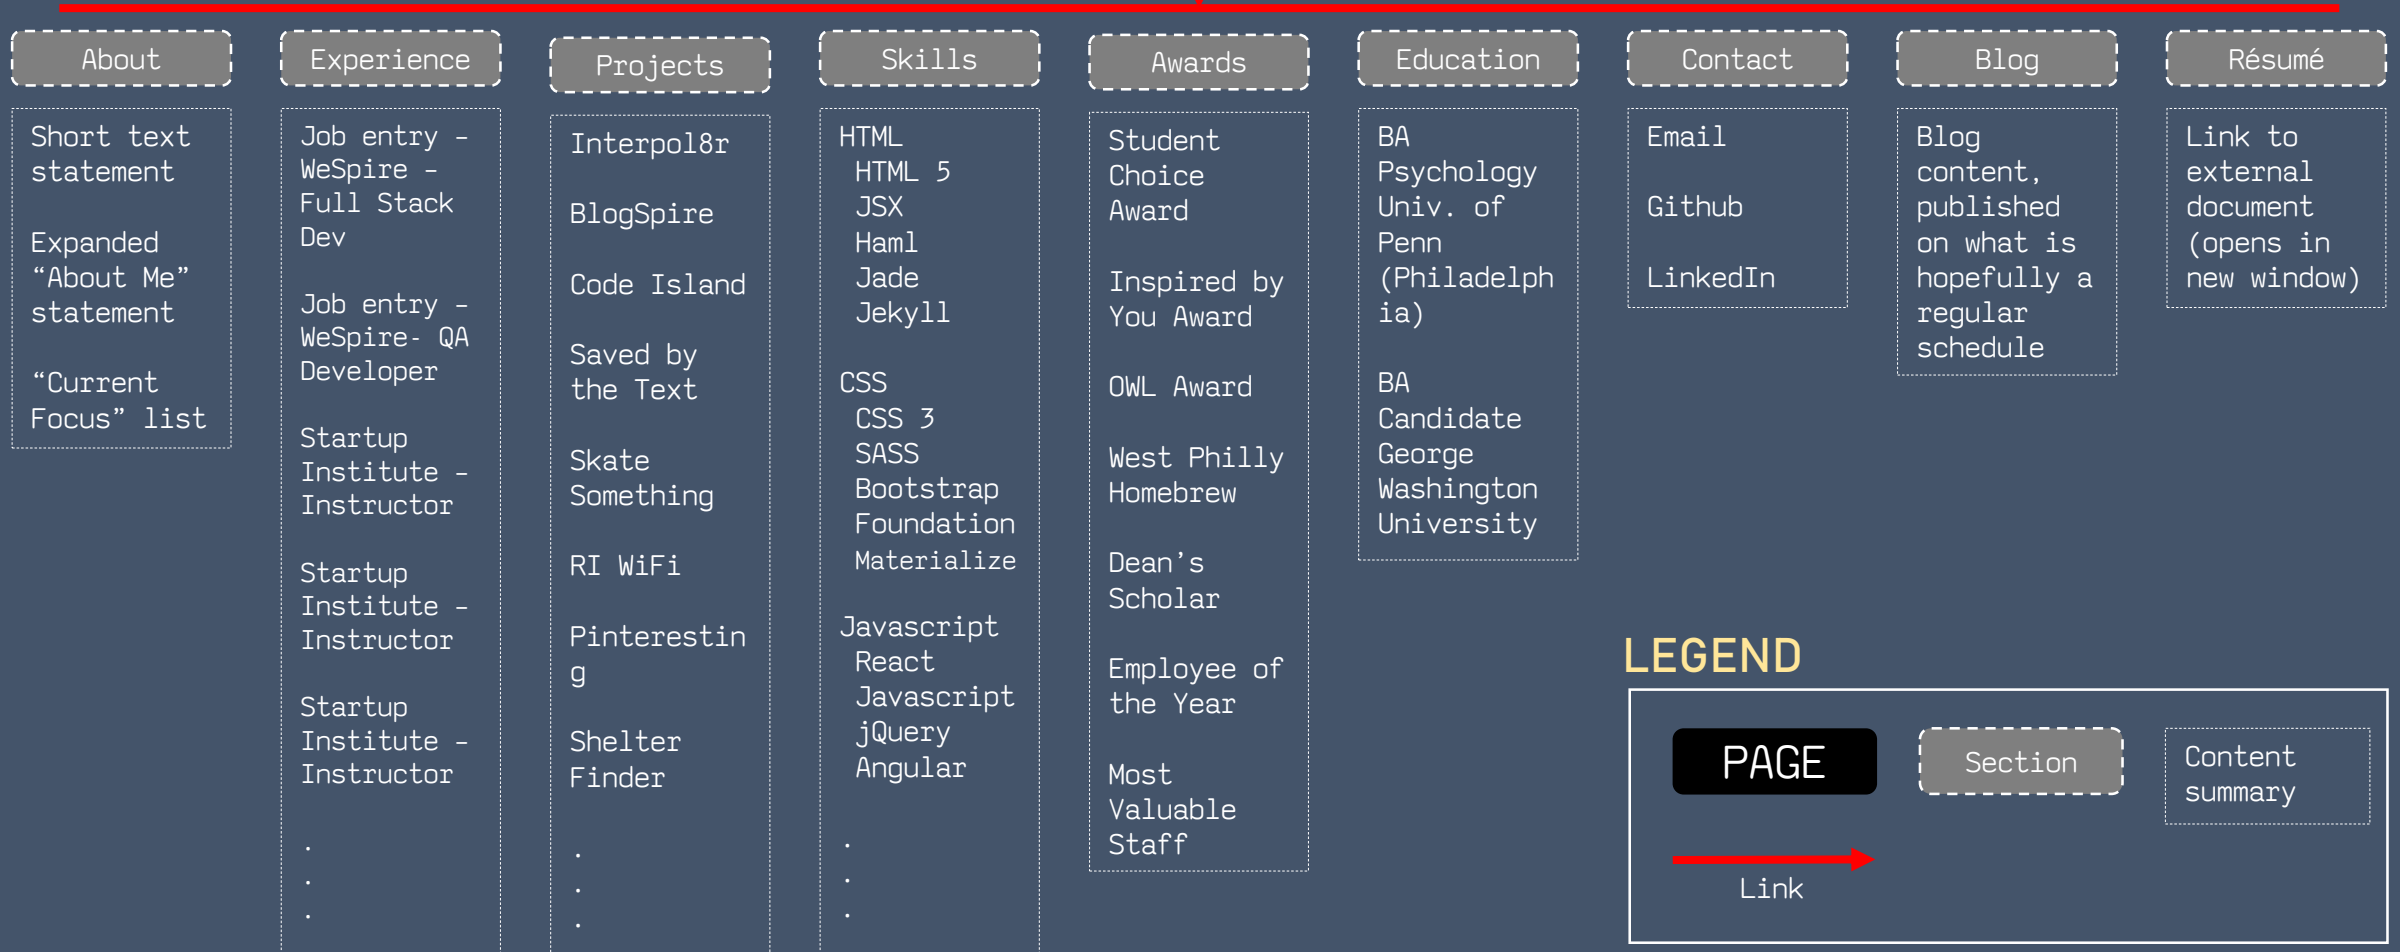 About
Short text
statement
Expanded
“About Me”
statement
“Current
Focus” list
Experience
Job entry –
WeSpire –
Full Stack
Dev
Job entry –
WeSpire- QA
Developer
Startup
Institute –
Instructor
Startup
Institute –
Instructor
Startup
Institute –
Instructor
.
.
.
Projects
Interpol8r
BlogSpire
Code Island
Saved by
the Text
Skate
Something
RI WiFi
Pinterestin
g
Shelter
Finder
.
.
.
Skills
HTML
HTML 5
JSX
Haml
Jade
Jekyll
CSS
CSS 3
SASS
Bootstrap
Foundation
Materialize
Javascript
React
Javascript
jQuery
Angular
.
.
.
Awards
Student
Choice
Award
Inspired by
You Award
OWL Award
West Philly
Homebrew
Dean’s
Scholar
Employee of
the Year
Most
Valuable
Staff
Education
BA
Psychology
Univ. of
Penn
(Philadelph
ia)
BA
Candidate
George
Washington
University
Contact
Email
Github
LinkedIn
Blog
Blog
content,
published
on what is
hopefully a
regular
schedule
Résumé
Link to
external
document
(opens in
new window)
LEGEND
PAGE
Section
Content
summary
Link